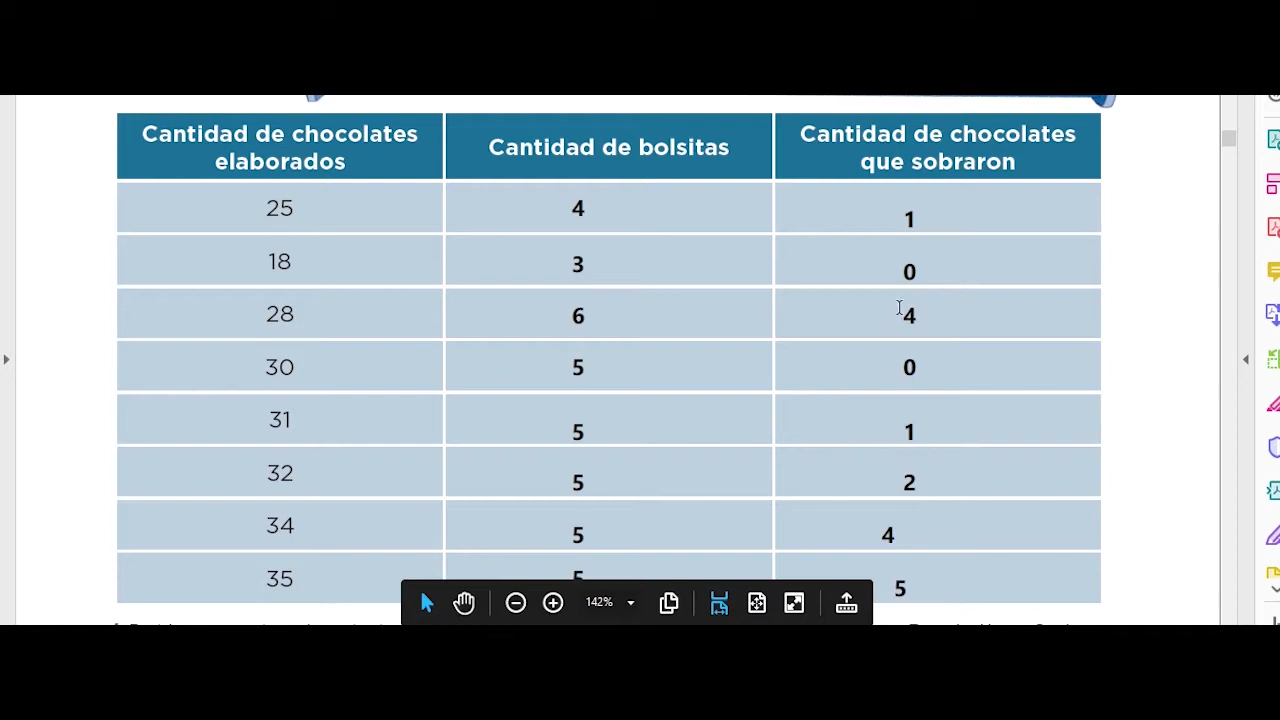 Cantidad de chocolates elaborados Cantidad de bolsitas Cantidad de chocolates que sobraron
25 4 1
18 3 0
28 6 4
30 5 0
31 5 1
32 5 2
34 5 4
35 5 5
142%